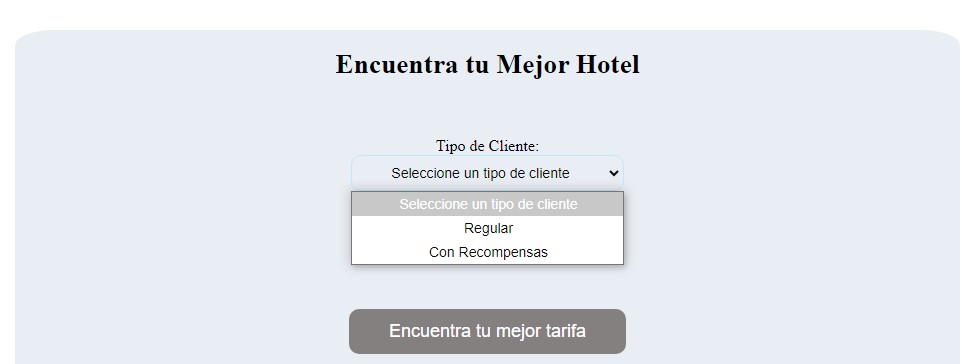 Encuentra tu Mejor Hotel
Tipo de Cliente:
Seleccione un tipo de cliente
Seleccione un tipo de cliente
Regular
Con Recompensas
Encuentra tu mejor tarifa